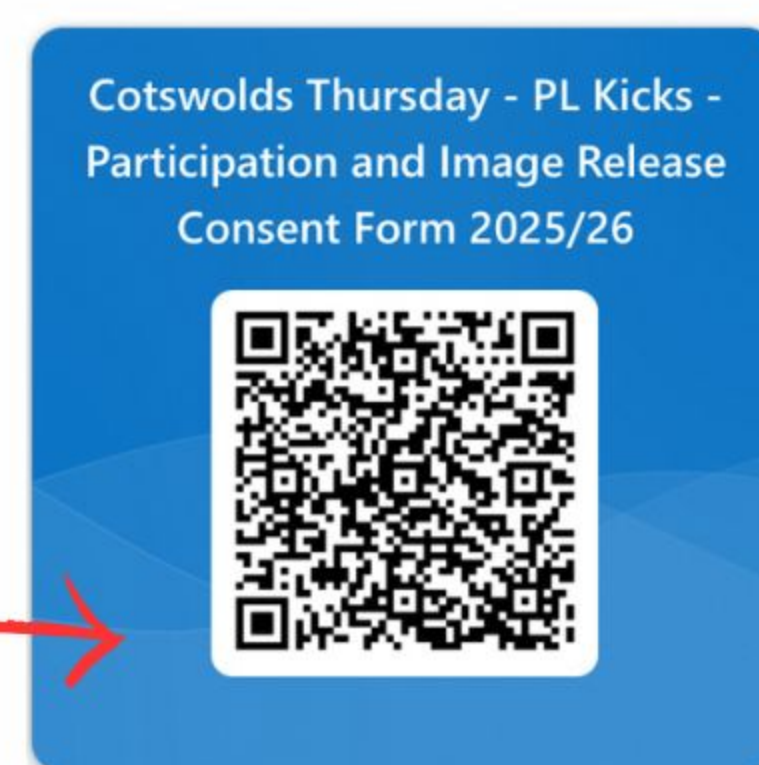 Cotswolds Thursday - PL Kicks -
Participation and Image Release
Consent Form 2025/26